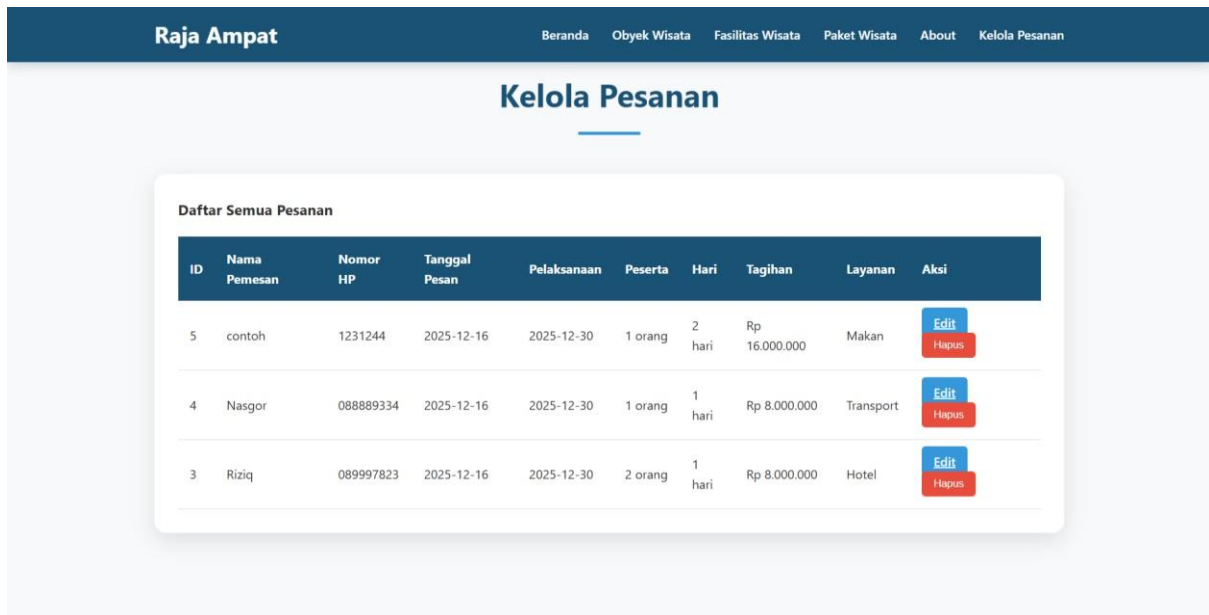 Raja Ampat
Beranda Obyek Wisata Fasilitas Wisata Paket Wisata About Kelola Pesanan
Kelola Pesanan
Daftar Semua Pesanan
ID Nama Pemesan Nomor HP Tanggal Pesan Pelaksanaan Peserta Hari Tagihan Layanan Aksi
5 contoh 1231244 2025-12-16 2025-12-30 1 orang 2 hari Rp 16.000.000 Makan Edit Hapus
4 Nasgor 088889334 2025-12-16 2025-12-30 1 orang 1 hari Rp 8.000.000 Transport Edit Hapus
3 Riziq 089997823 2025-12-16 2025-12-30 2 orang 1 hari Rp 8.000.000 Hotel Edit Hapus